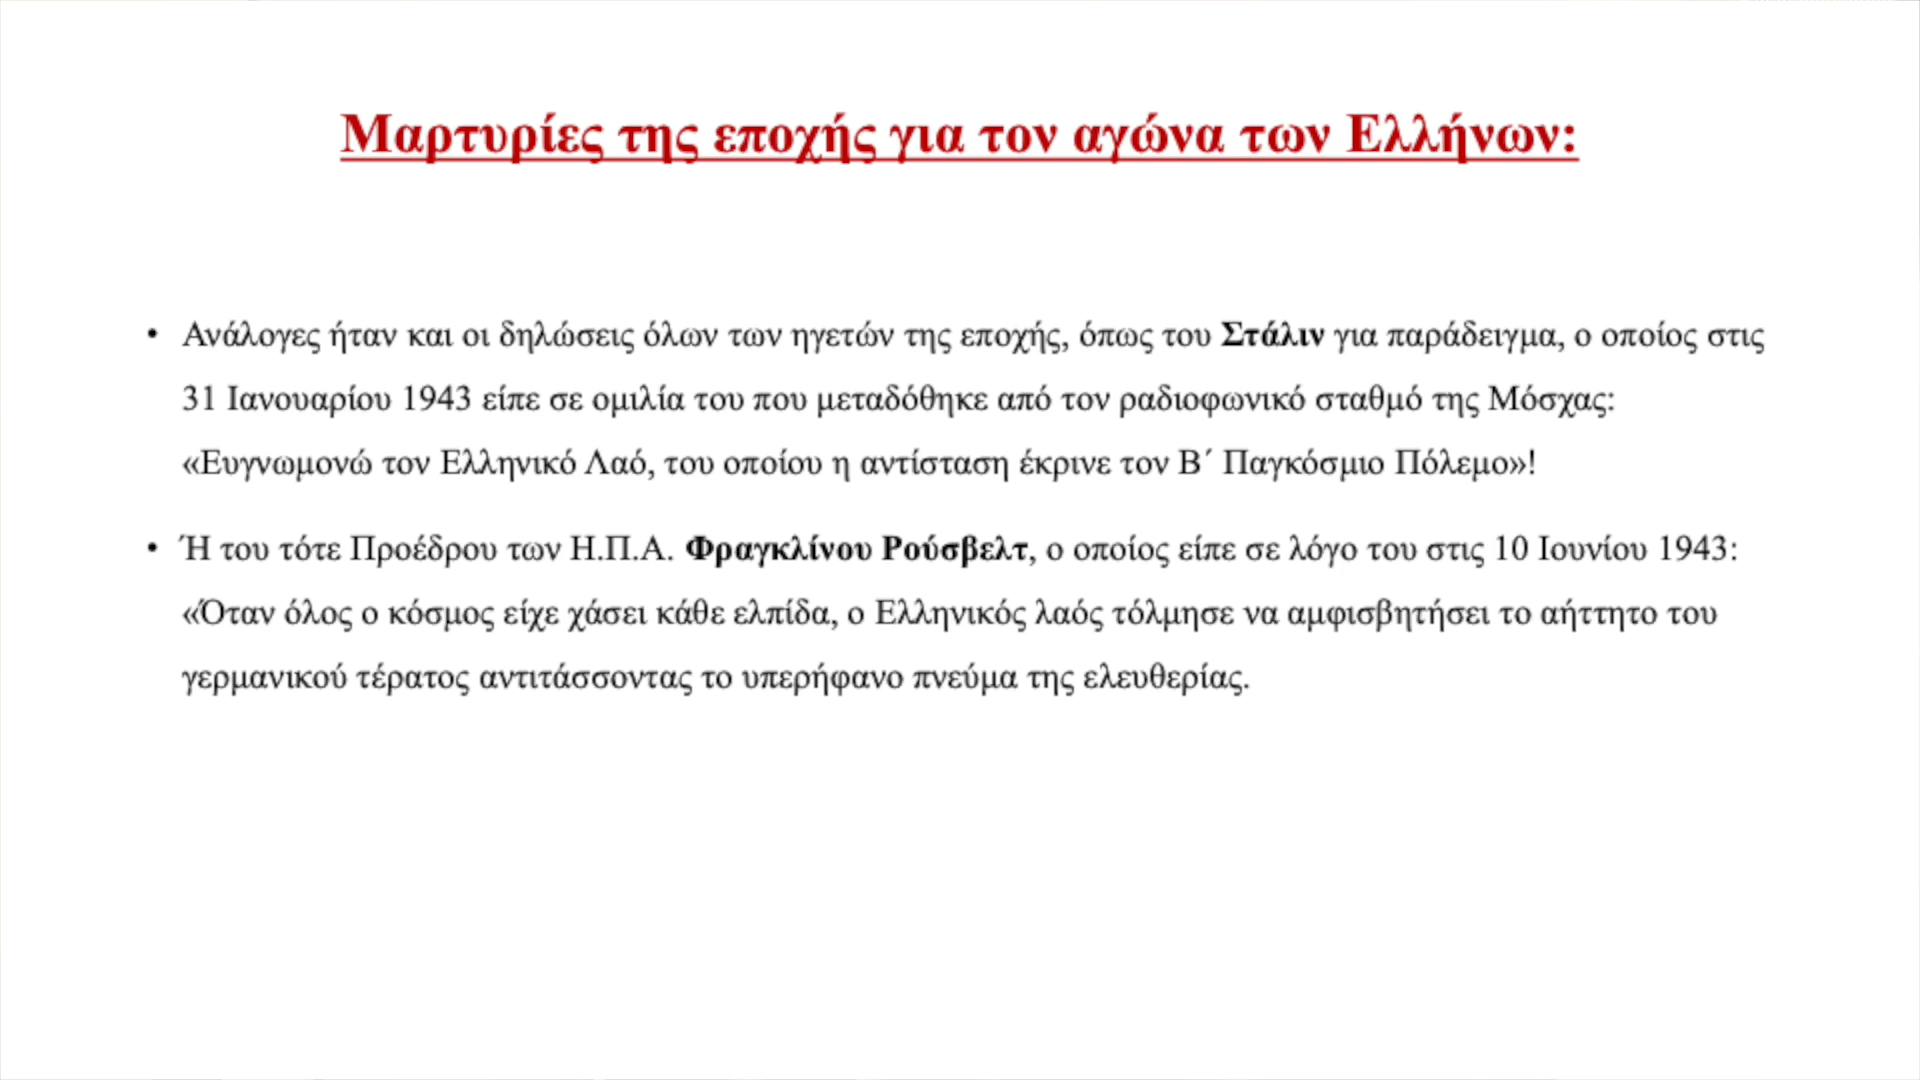 Μαρτυρίες της εποχής για τον αγώνα των Ελλήνων:
• Ανάλογες ήταν και οι δηλώσεις όλων των ηγετών της εποχής, όπως του Στάλιν για παράδειγμα, ο οποίος στις
31 Ιανουαρίου 1943 είπε σε ομιλία του που μεταδόθηκε από τον ραδιοφωνικό σταθμό της Μόσχας:
«Ευγνωμονώ τον Ελληνικό Λαό, του οποίου η αντίσταση έκρινε τον Β΄ Παγκόσμιο Πόλεμο»!
• Ή του τότε Προέδρου των Η.Π.Α. Φραγκλίνου Ρούσβελτ, ο οποίος είπε σε λόγο του στις 10 Ιουνίου 1943:
«Όταν όλος ο κόσμος είχε χάσει κάθε ελπίδα, ο Ελληνικός λαός τόλμησε να αμφισβητήσει το αήττητο του
γερμανικού τέρατος αντιτάσσοντας το υπερήφανο πνεύμα της ελευθερίας.